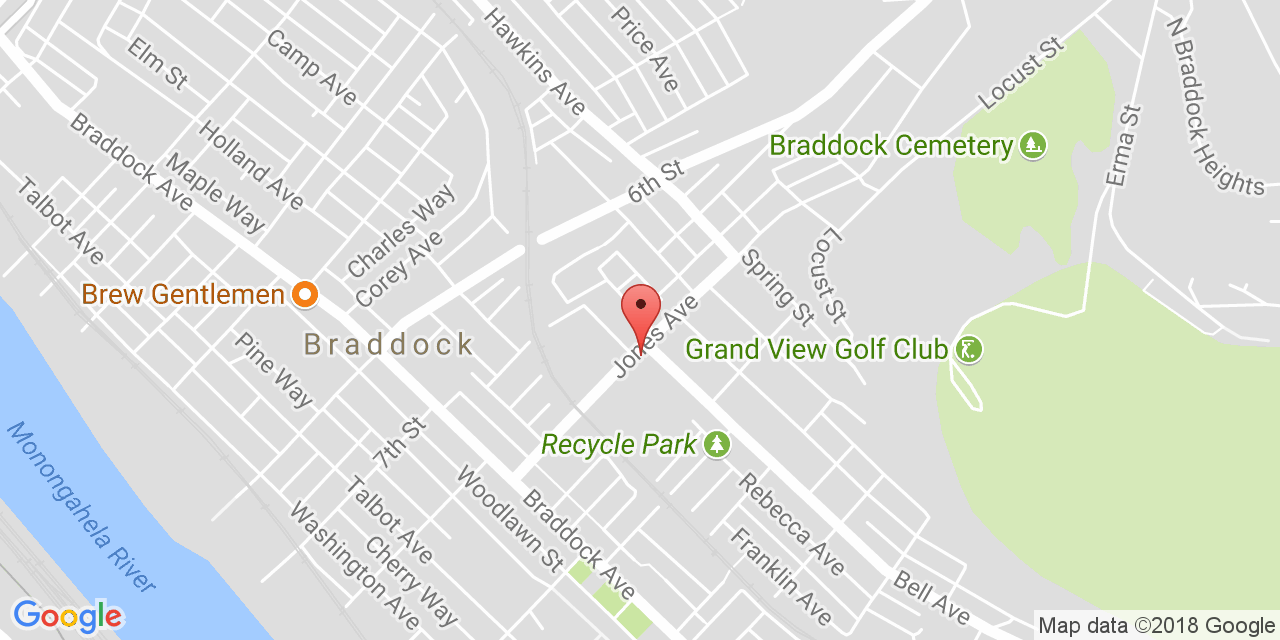 Price Ave
Hawkins Ave
N Braddock Heights
Camp Ave
Elm St
Locust St
Braddock Ave
Holland Ave
Braddock Cemetery
Erma St
Maple Way
6th St
Talbot Ave
Charles Way
Corey Ave
Locust St
Spring St
Brew Gentlemen
Jones Ave
Braddock
Grand View Golf Club
Pine Way
7th St
Recycle Park
Monongahela River
Woodlawn St
Talbot Ave
Braddock Ave
Rebecca Ave
Washington Ave
Cherry Way
Franklin Ave
Bell Ave
Google
Map data ©2018 Google